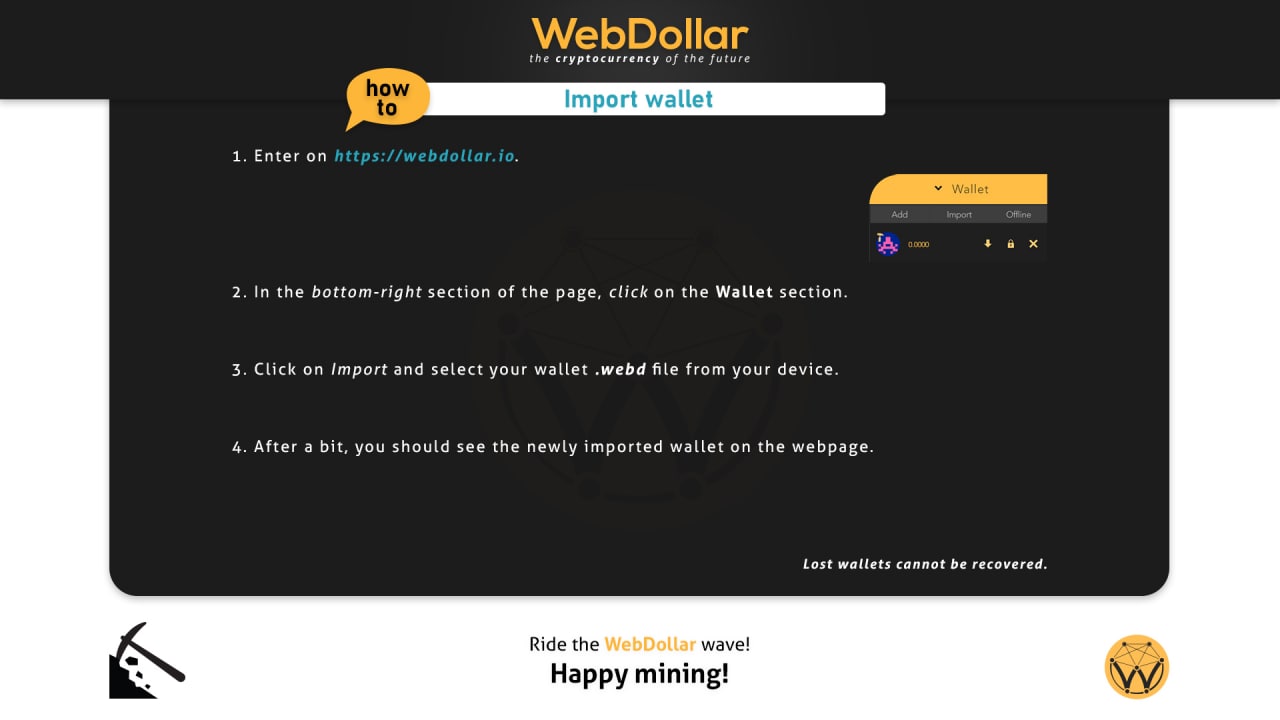 WebDollar
the cryptocurrency of the future
how
to
Import wallet
1. Enter on https://webdollar.io.
Wallet
Add Import Offline
0.0000
2. In the bottom-right section of the page, click on the Wallet section.
3. Click on Import and select your wallet .webd file from your device.
4. After a bit, you should see the newly imported wallet on the webpage.
Lost wallets cannot be recovered.
Ride the WebDollar wave!
Happy mining!